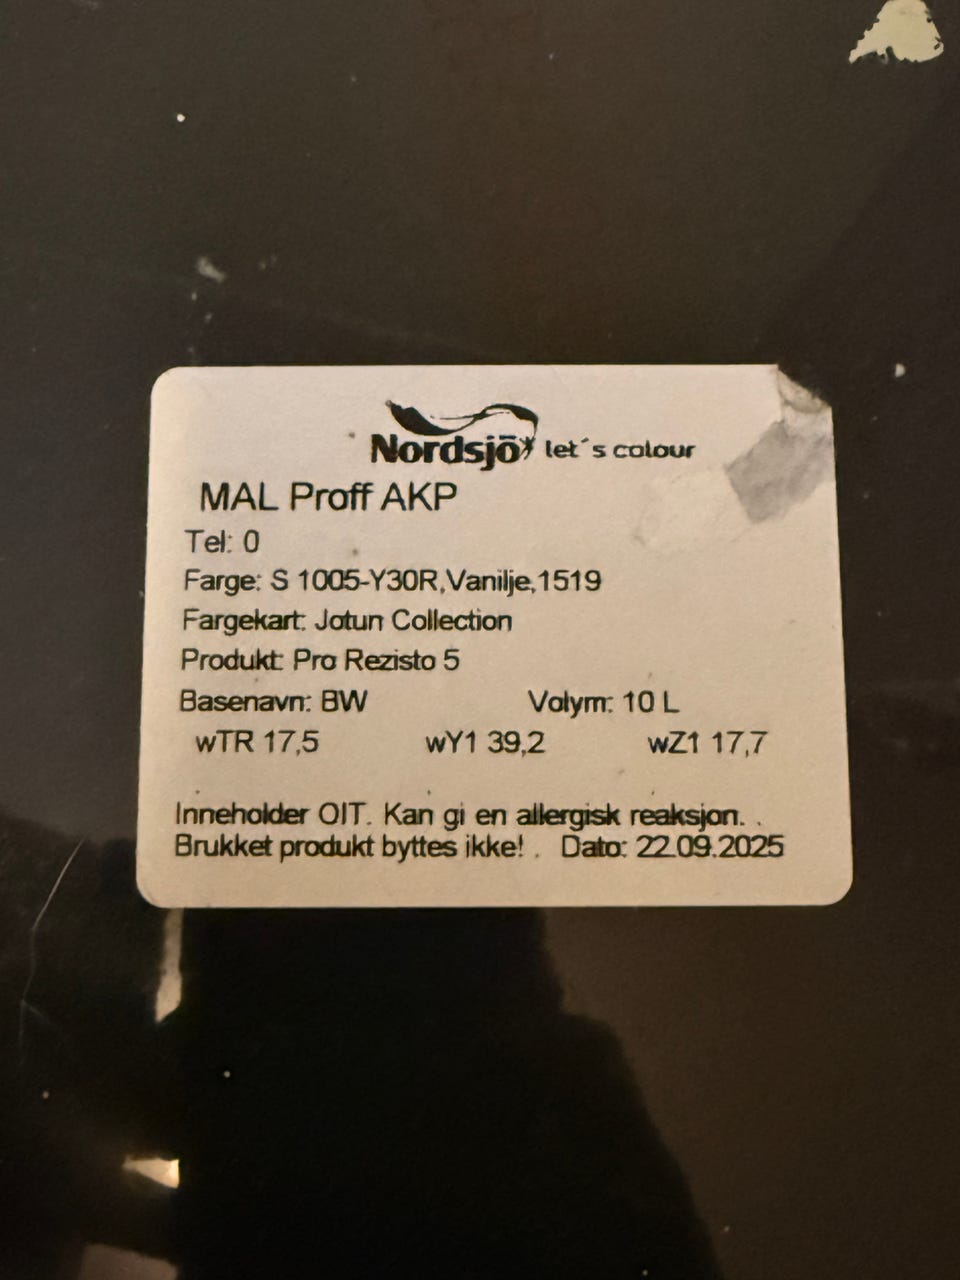 Nordsjö let´s colour
MAL Proff AKP
Tel: 0
Farge: S 1005-Y30R,Vanilje,1519
Fargekart: Jotun Collection
Produkt: Pro Rezisto 5
Basenavn: BW Volym: 10 L
wTR 17,5 wY1 39,2 wZ1 17,7
Inneholder OIT. Kan gi en allergisk reaksjon. .
Brukket produkt byttes ikke! . Dato: 22.09.2025